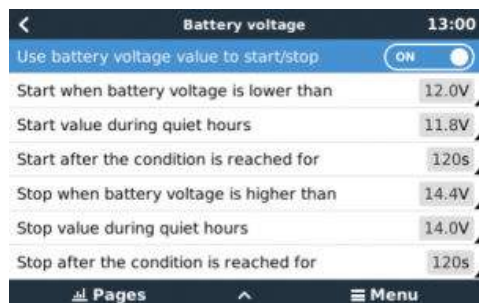 Battery voltage 13:00
Use battery voltage value to start/stop ON
Start when battery voltage is lower than 12.0V
Start value during quiet hours 11.8V
Start after the condition is reached for 120s
Stop when battery voltage is higher than 14.4V
Stop value during quiet hours 14.0V
Stop after the condition is reached for 120s
Pages Menu